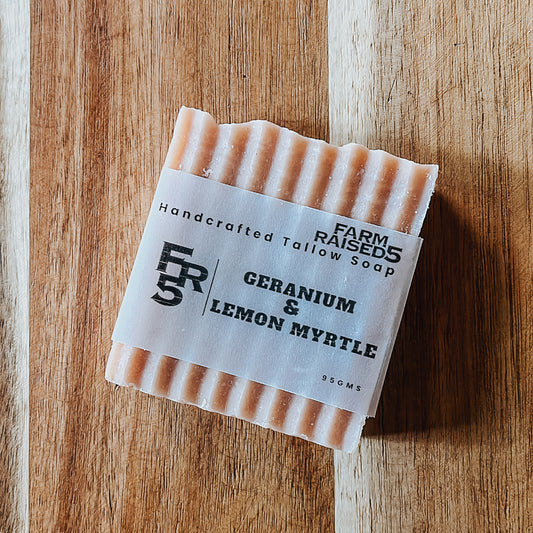 FARM
RAISED5
Handcrafted Tallow Soap
FR
5
GERANIUM
&
LEMON MYRTLE
95GMS